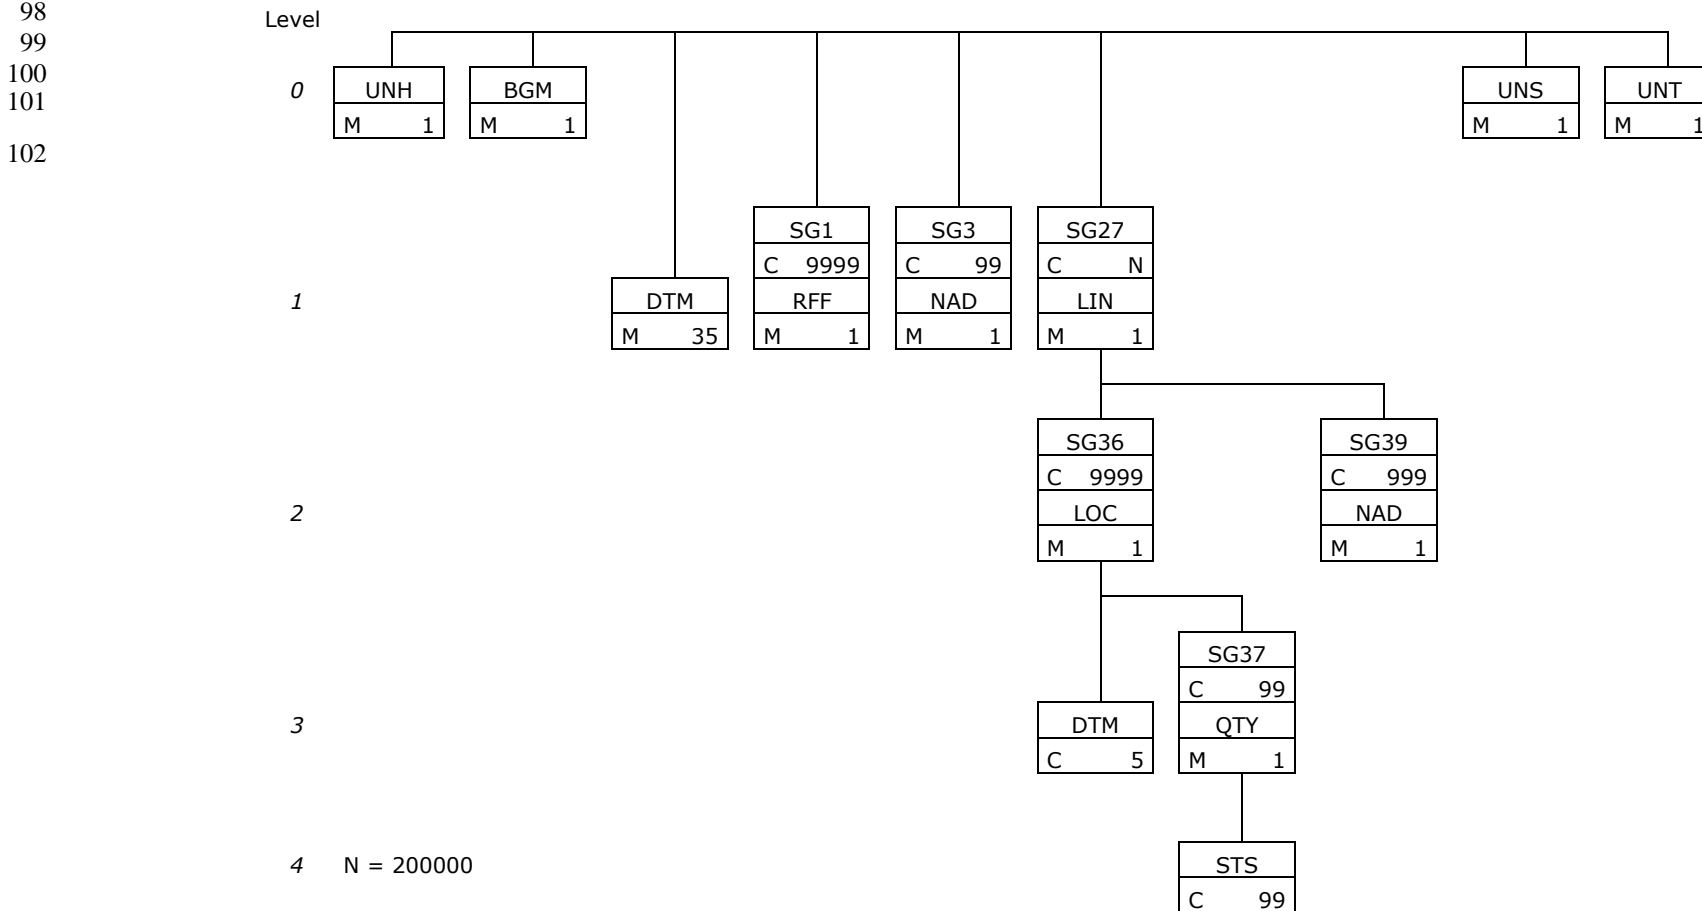 98
Level
99
100
0 UNH BGM UNS UNT
101
M 1 M 1 M 1 M 1
102
SG1 SG3 SG27
C 9999 C 99 C N
1 DTM RFF NAD LIN
M 35 M 1 M 1 M 1
SG36 SG39
C 9999 C 999
2 LOC NAD
M 1 M 1
SG37
C 99
3 DTM QTY
C 5 M 1
4 N = 200000 STS
C 99